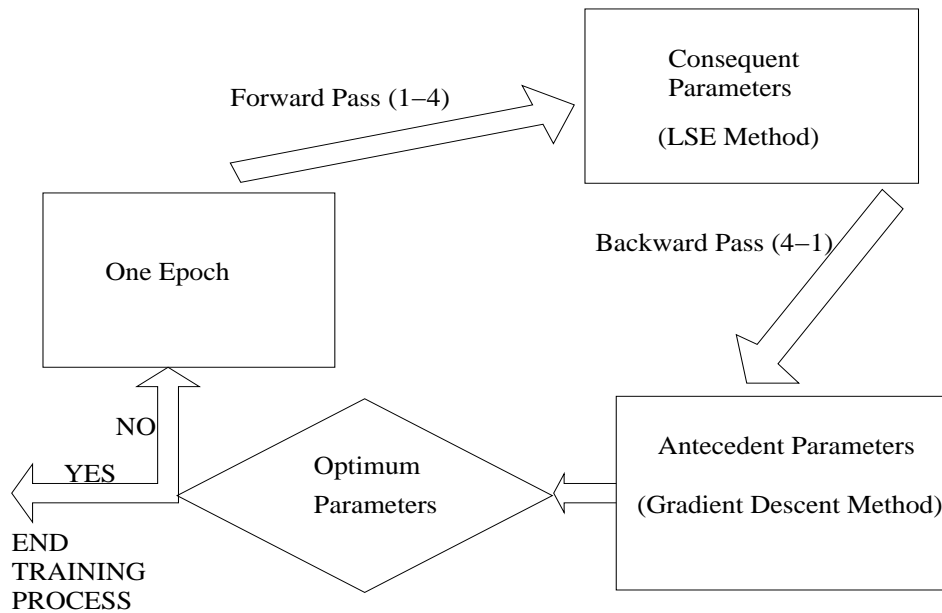 Forward Pass (1–4)
Consequent
Parameters
(LSE Method)
Backward Pass (4–1)
One Epoch
NO
YES
Optimum
Parameters
Antecedent Parameters
(Gradient Descent Method)
END
TRAINING
PROCESS